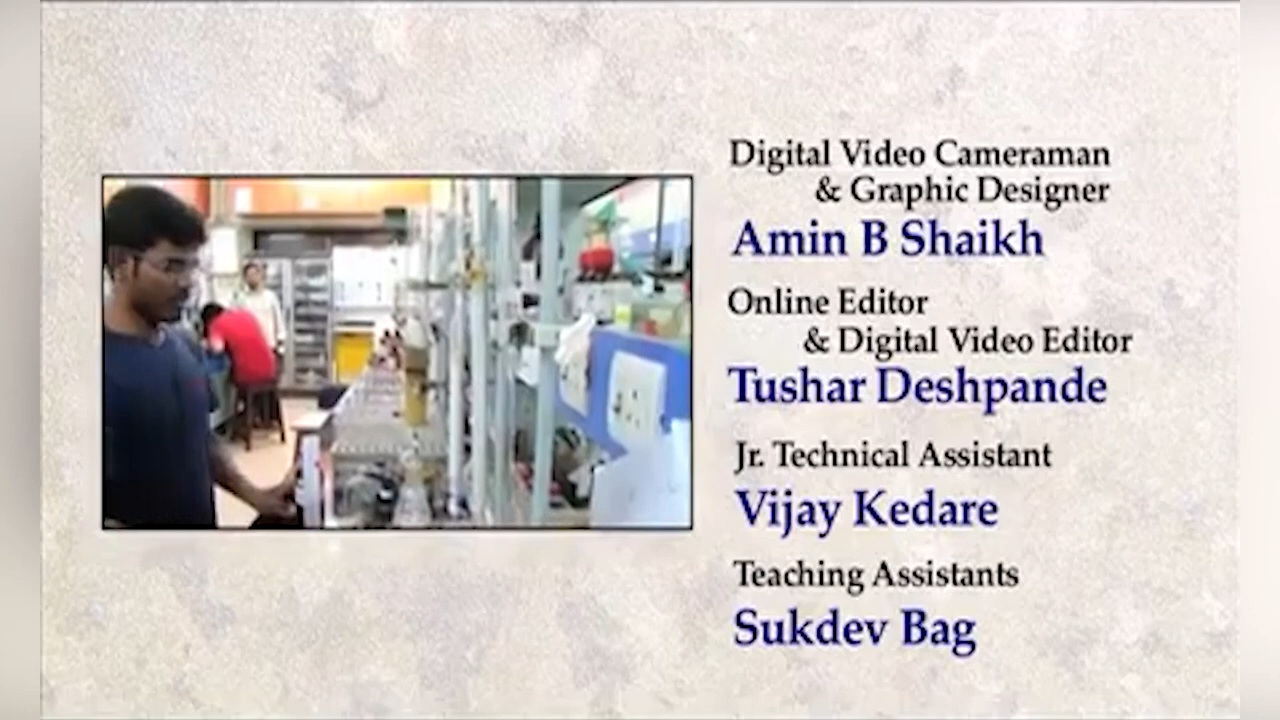 Digital Video Cameraman
& Graphic Designer
Amin B Shaikh
Online Editor
& Digital Video Editor
Tushar Deshpande
Jr. Technical Assistant
Vijay Kedare
Teaching Assistants
Sukdev Bag